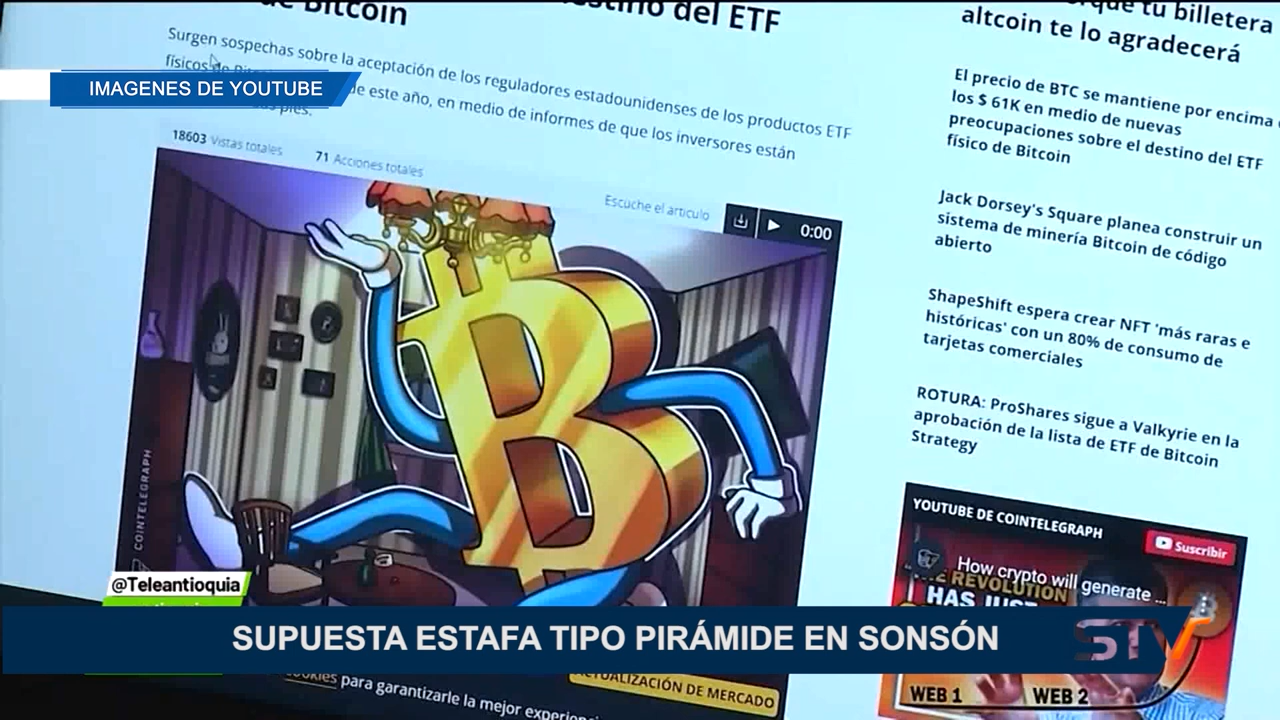 de Bitcoin
destino del ETF
Surgen sospechas sobre la aceptación de los reguladores estadounidenses de los productos ETF
físicos de
de este año, en medio de informes de que los inversores están
pies.
18603 Vistas totales
71 Acciones totales
Escuche el artículo
0:00
COINTELEGRAPH
IMAGENES DE YOUTUBE
tu billetera
altcoin te lo agradecerá
El precio de BTC se mantiene por encima
los $ 61K en medio de nuevas
preocupaciones sobre el destino del ETF
físico de Bitcoin
Jack Dorsey's Square planea construir un
sistema de minería Bitcoin de código
abierto
ShapeShift espera crear NFT 'más raras e
históricas' con un 80% de consumo de
tarjetas comerciales
ROTURA: ProShares sigue a Valkyrie en la
aprobación de la lista de ETF de Bitcoin
Strategy
YOUTUBE DE COINTELEGRAPH
Suscribir
How crypto will generate ...
REVOLUTION
HAS JUST
WEB 1
WEB 2
@Teleantioquia
SUPUESTA ESTAFA TIPO PIRÁMIDE EN SONSÓN
STV
cookies para garantizarle la mejor
ACTUALIZACIÓN DE MERCADO